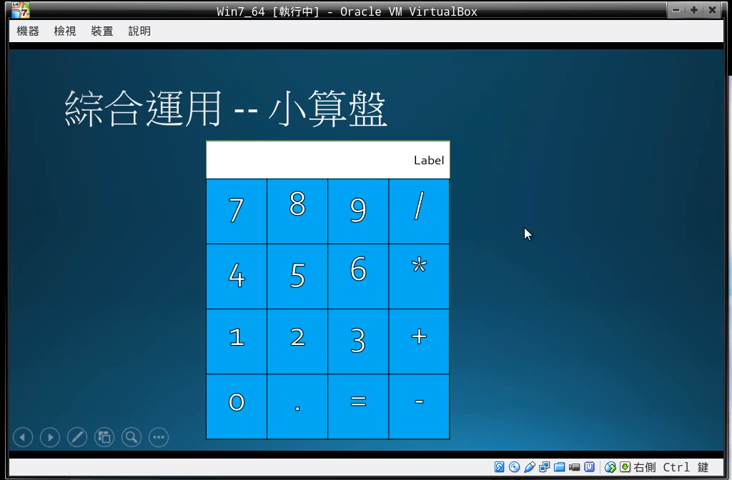 Win7_64 [執行中] - Oracle VM VirtualBox
機器 檢視 裝置 說明
綜合運用 -- 小算盤
Label
7 8 9 /
4 5 6 *
1 2 3 +
0 . = -
右側 Ctrl 鍵